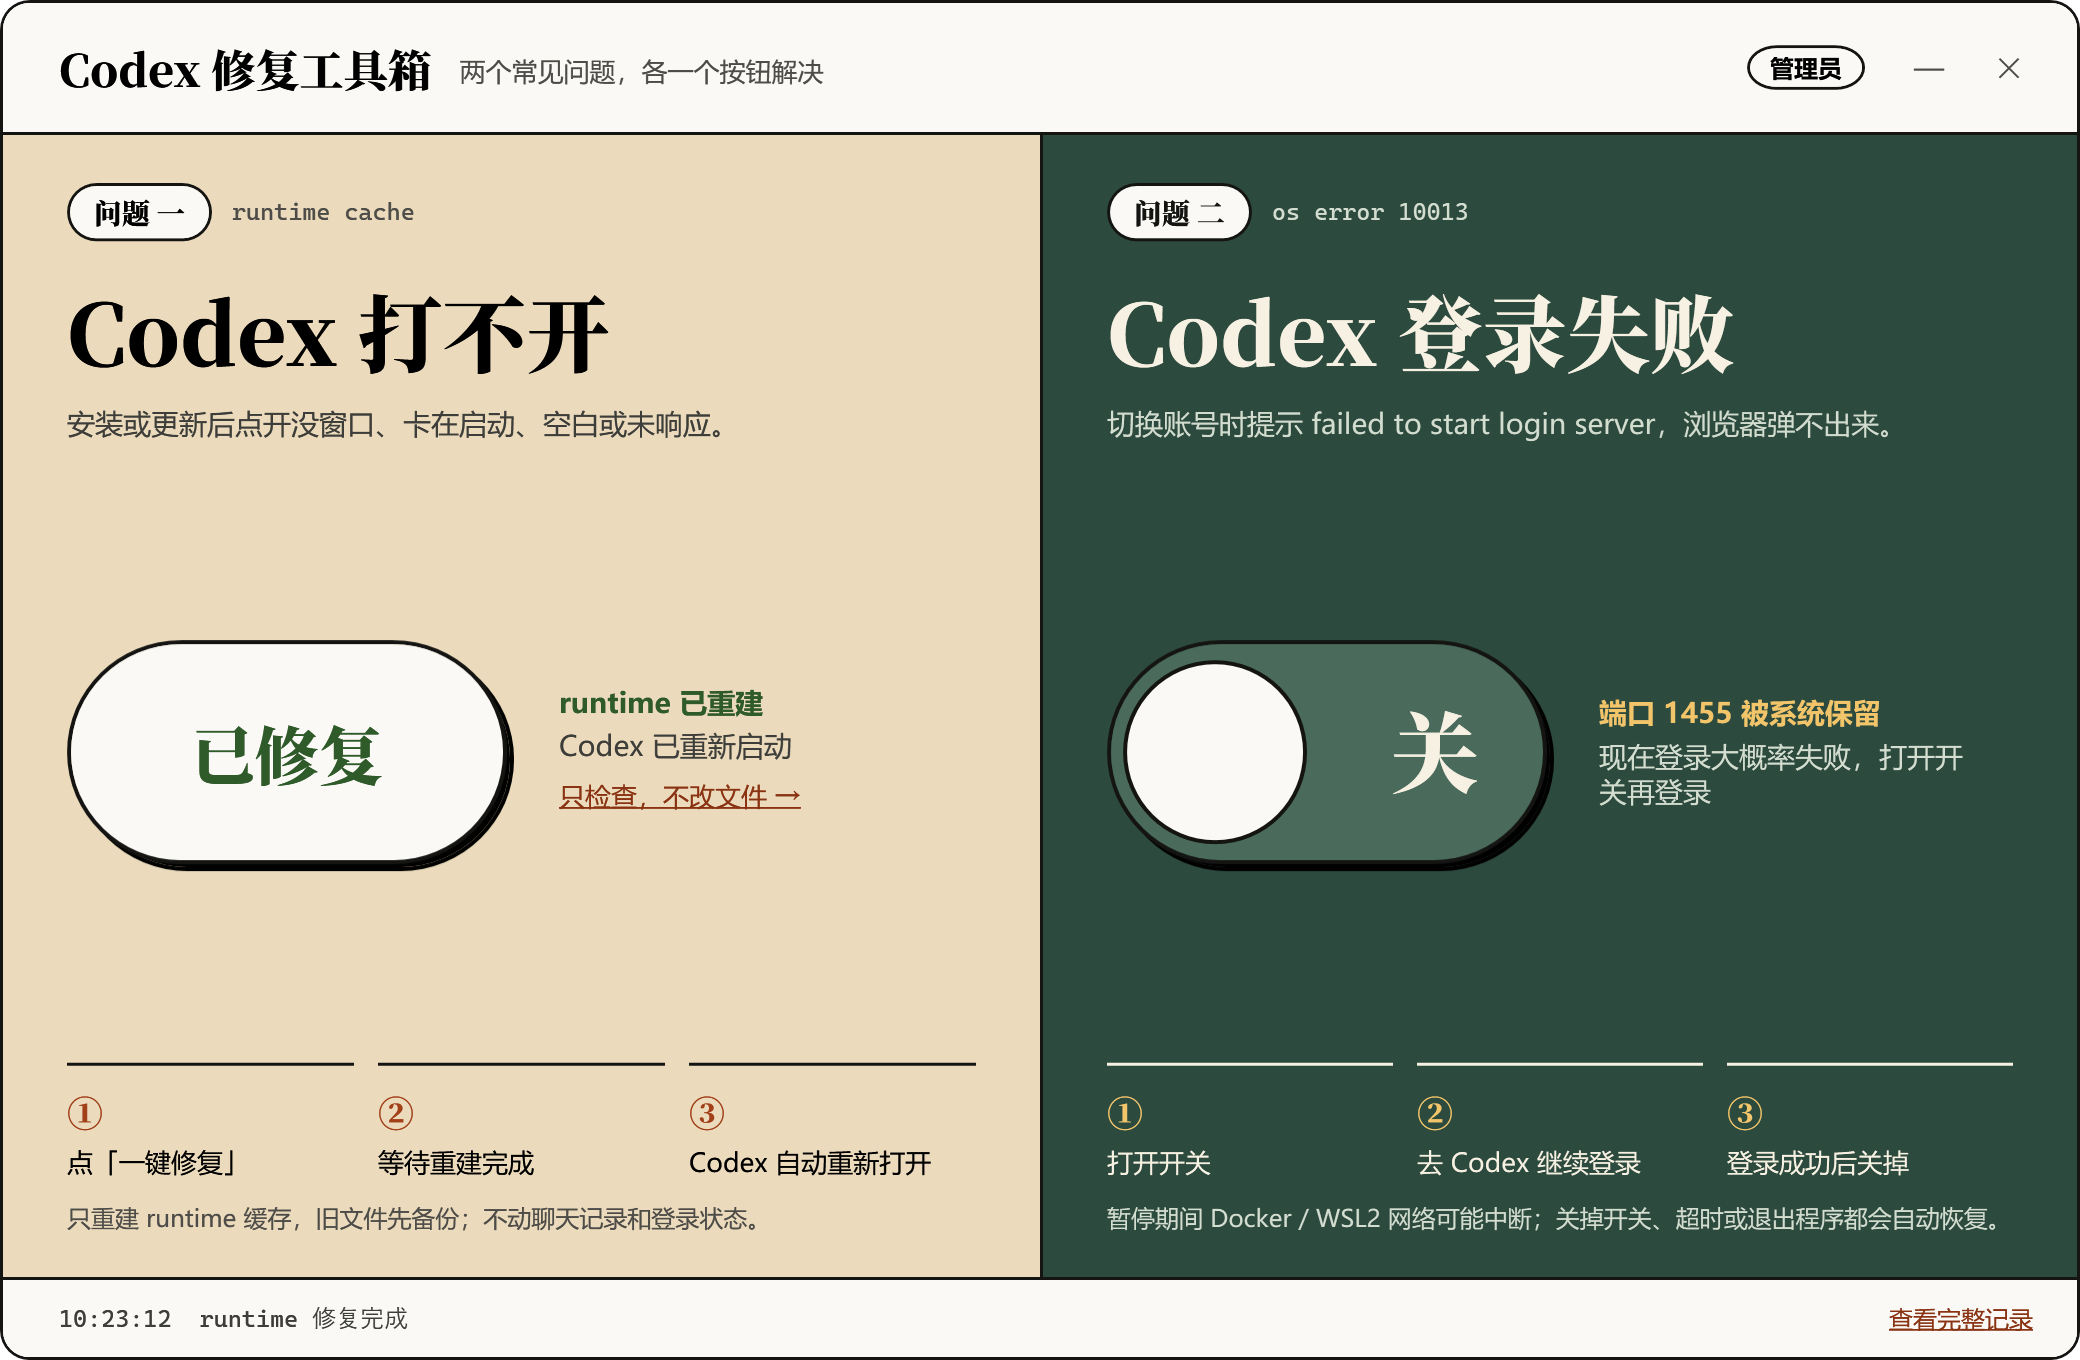 Codex 修复工具箱
两个常见问题，各一个按钮解决
管理员
问题 一
runtime cache
Codex 打不开
安装或更新后点开没窗口、卡在启动、空白或未响应。
已修复
runtime 已重建
Codex 已重新启动
只检查，不改文件 →
①
点「一键修复」
②
等待重建完成
③
Codex 自动重新打开
只重建 runtime 缓存，旧文件先备份；不动聊天记录和登录状态。
问题 二
os error 10013
Codex 登录失败
切换账号时提示 failed to start login server，浏览器弹不出来。
关
端口 1455 被系统保留
现在登录大概率失败，打开开
关再登录
①
打开开关
②
去 Codex 继续登录
③
登录成功后关掉
暂停期间 Docker / WSL2 网络可能中断；关掉开关、超时或退出程序都会自动恢复。
10:23:12 runtime 修复完成
查看完整记录